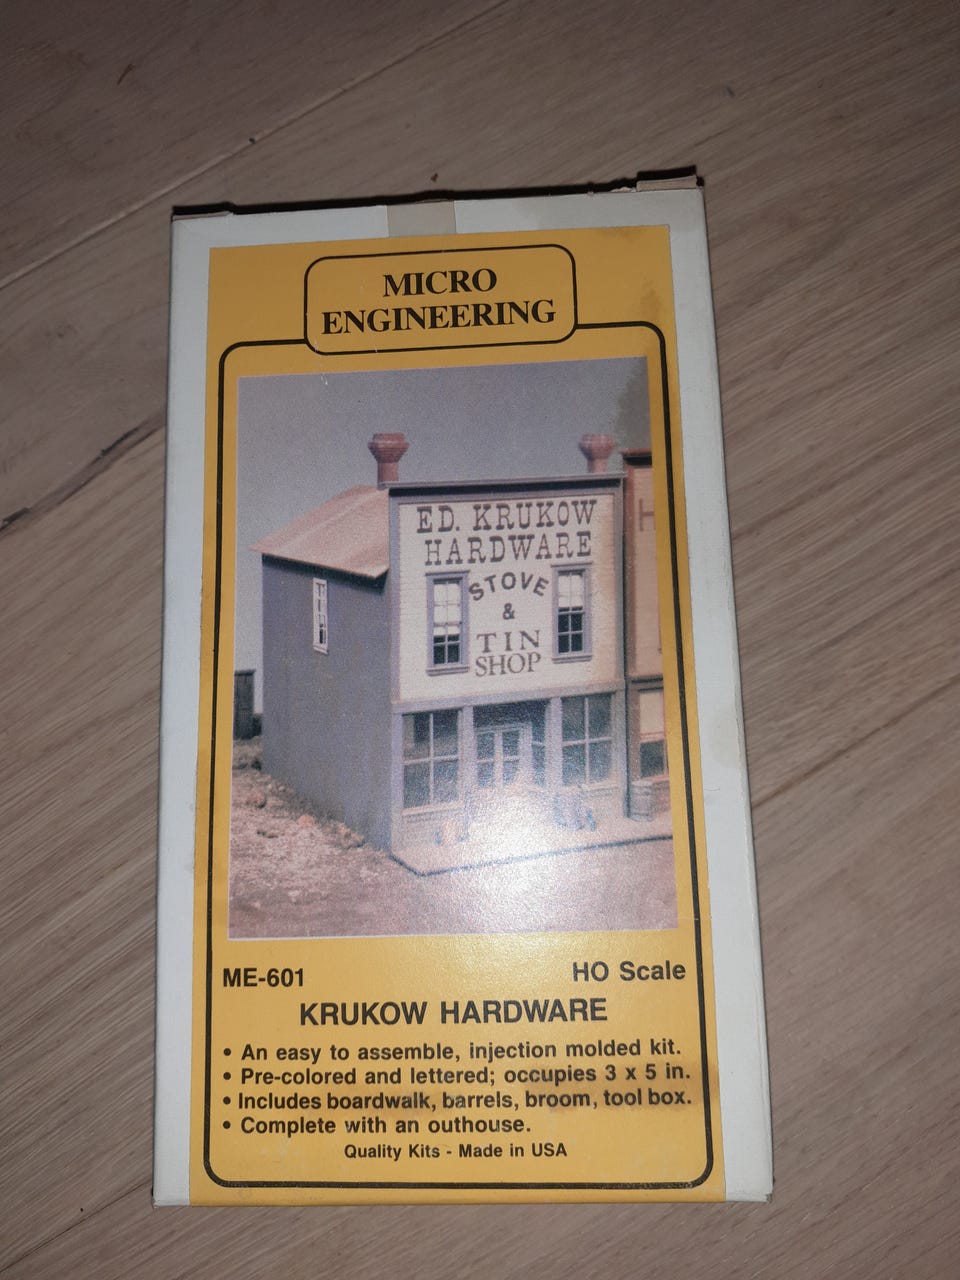 MICRO
ENGINEERING
ED. KRUKOW
HARDWARE
STOVE
&
TIN
SHOP
H
ME-601
HO Scale
KRUKOW HARDWARE
• An easy to assemble, injection molded kit.
• Pre-colored and lettered; occupies 3 x 5 in.
• Includes boardwalk, barrels, broom, tool box.
• Complete with an outhouse.
Quality Kits - Made in USA